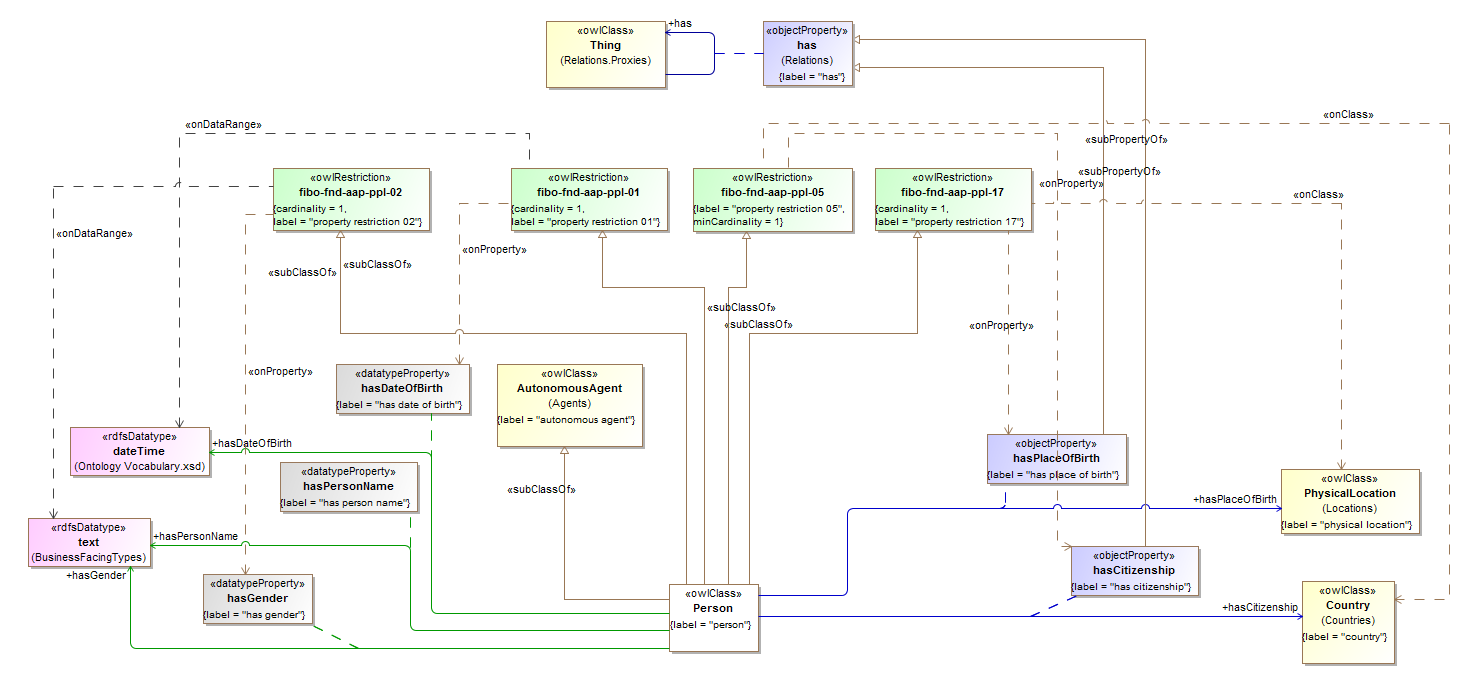 «owlClass»
Thing
(Relations.Proxies)
+has
«objectProperty»
has
(Relations)
{label = "has"}
«onDataRange»
«onClass»
«subPropertyOf»
«subPropertyOf»
«onProperty»
«onClass»
«owlRestriction»
fibo-fnd-aap-ppl-02
{cardinality = 1,
label = "property restriction 02"}
«owlRestriction»
fibo-fnd-aap-ppl-01
{cardinality = 1,
label = "property restriction 01"}
«owlRestriction»
fibo-fnd-aap-ppl-05
{label = "property restriction 05",
minCardinality = 1}
«owlRestriction»
fibo-fnd-aap-ppl-17
{cardinality = 1,
label = "property restriction 17"}
«onDataRange»
«onProperty»
«subClassOf»
«subClassOf»
«subClassOf»
«subClassOf»
«onProperty»
«onProperty»
«datatypeProperty»
hasDateOfBirth
{label = "has date of birth"}
«owlClass»
AutonomousAgent
(Agents)
{label = "autonomous agent"}
«rdfsDatatype»
dateTime
(Ontology Vocabulary.xsd)
+hasDateOfBirth
«datatypeProperty»
hasPersonName
{label = "has person name"}
«subClassOf»
«objectProperty»
hasPlaceOfBirth
{label = "has place of birth"}
+hasPlaceOfBirth
«owlClass»
PhysicalLocation
(Locations)
{label = "physical location"}
«rdfsDatatype»
text
(BusinessFacingTypes)
+hasPersonName
+hasGender
«datatypeProperty»
hasGender
{label = "has gender"}
«owlClass»
Person
{label = "person"}
«objectProperty»
hasCitizenship
{label = "has citizenship"}
+hasCitizenship
«owlClass»
Country
(Countries)
{label = "country"}